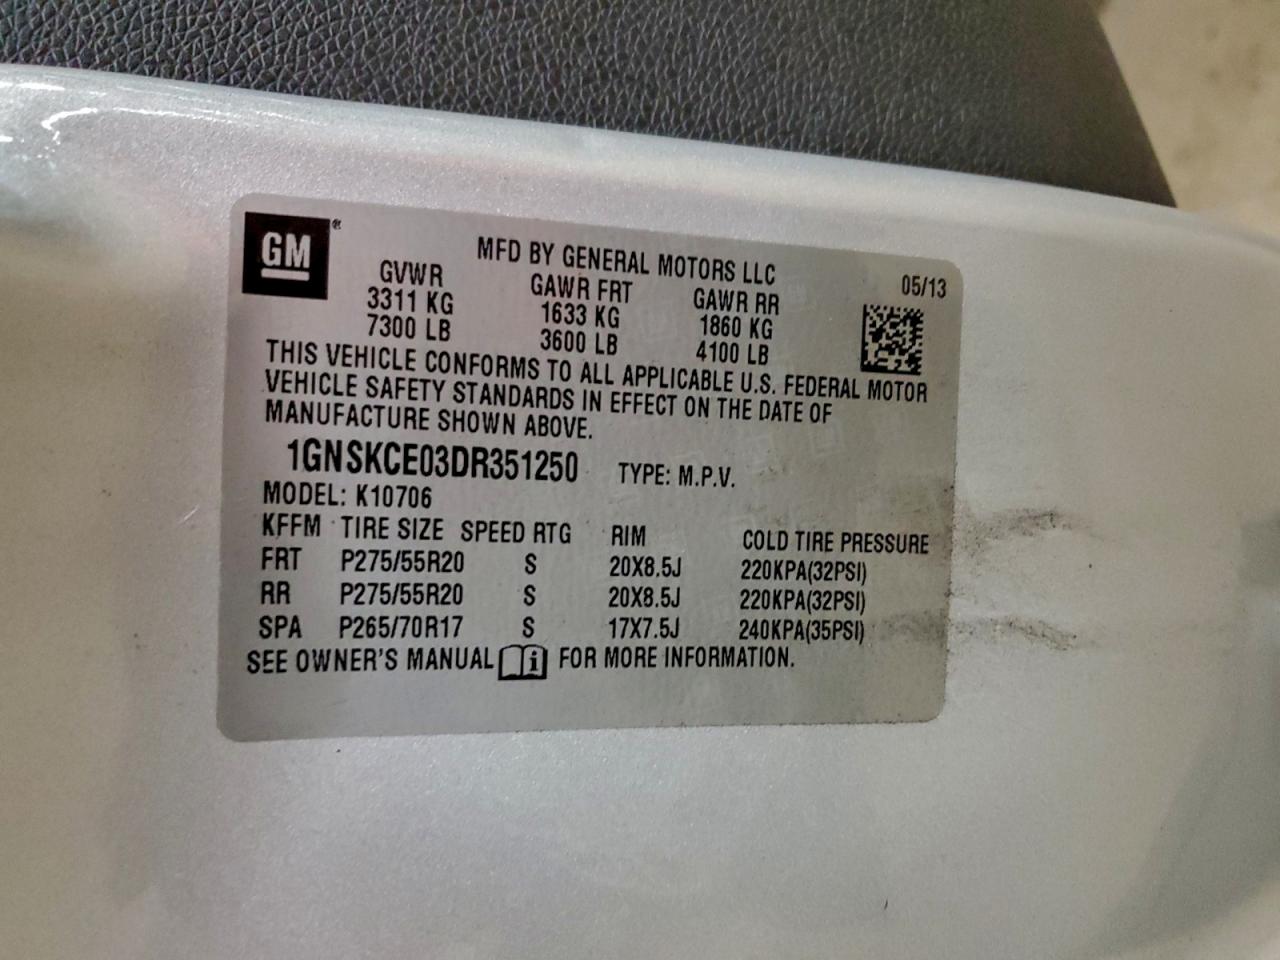 GM®
MFD BY GENERAL MOTORS LLC
05/13
GVWR GAWR FRT GAWR RR
3311 KG 1633 KG 1860 KG
7300 LB 3600 LB 4100 LB
THIS VEHICLE CONFORMS TO ALL APPLICABLE U.S. FEDERAL MOTOR
VEHICLE SAFETY STANDARDS IN EFFECT ON THE DATE OF
MANUFACTURE SHOWN ABOVE.
1GNSKCE03DR351250 TYPE: M.P.V.
MODEL: K10706
KFFM TIRE SIZE SPEED RTG RIM COLD TIRE PRESSURE
FRT P275/55R20 S 20X8.5J 220KPA(32PSI)
RR P275/55R20 S 20X8.5J 220KPA(32PSI)
SPA P265/70R17 S 17X7.5J 240KPA(35PSI)
SEE OWNER'S MANUAL i FOR MORE INFORMATION.